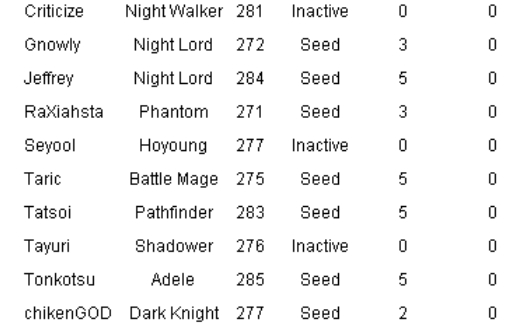 Criticize Night Walker 281 Inactive 0 0
Gnowly Night Lord 272 Seed 3 0
Jeffrey Night Lord 284 Seed 5 0
RaXiahsta Phantom 271 Seed 3 0
Seyool Hoyoung 277 Inactive 0 0
Taric Battle Mage 275 Seed 5 0
Tatsoi Pathfinder 283 Seed 5 0
Tayuri Shadower 276 Inactive 0 0
Tonkotsu Adele 285 Seed 5 0
chikenGOD Dark Knight 277 Seed 2 0